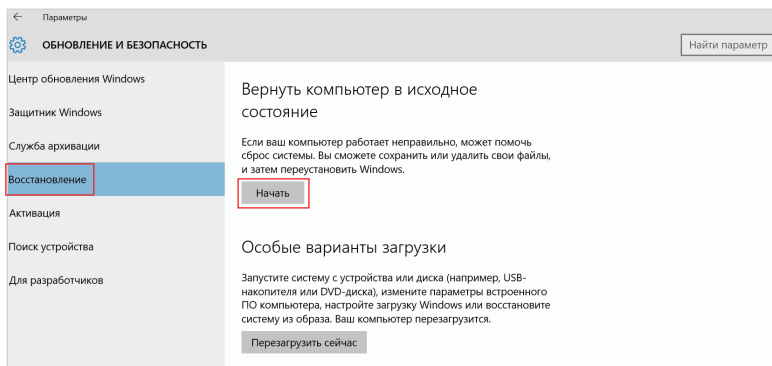 Параметры
ОБНОВЛЕНИЕ И БЕЗОПАСНОСТЬ
Найти параметр
Центр обновления Windows
Защитник Windows
Служба архивации
Восстановление
Активация
Поиск устройства
Для разработчиков
Вернуть компьютер в исходное
состояние
Если ваш компьютер работает неправильно, может помочь
сброс системы. Вы сможете сохранить или удалить свои файлы,
и затем переустановить Windows.
Начать
Особые варианты загрузки
Запустите систему с устройства или диска (например, USB-
накопителя или DVD-диска), измените параметры встроенного
ПО компьютера, настройте загрузку Windows или восстановите
систему из образа. Ваш компьютер перезагрузится.
Перезагрузить сейчас